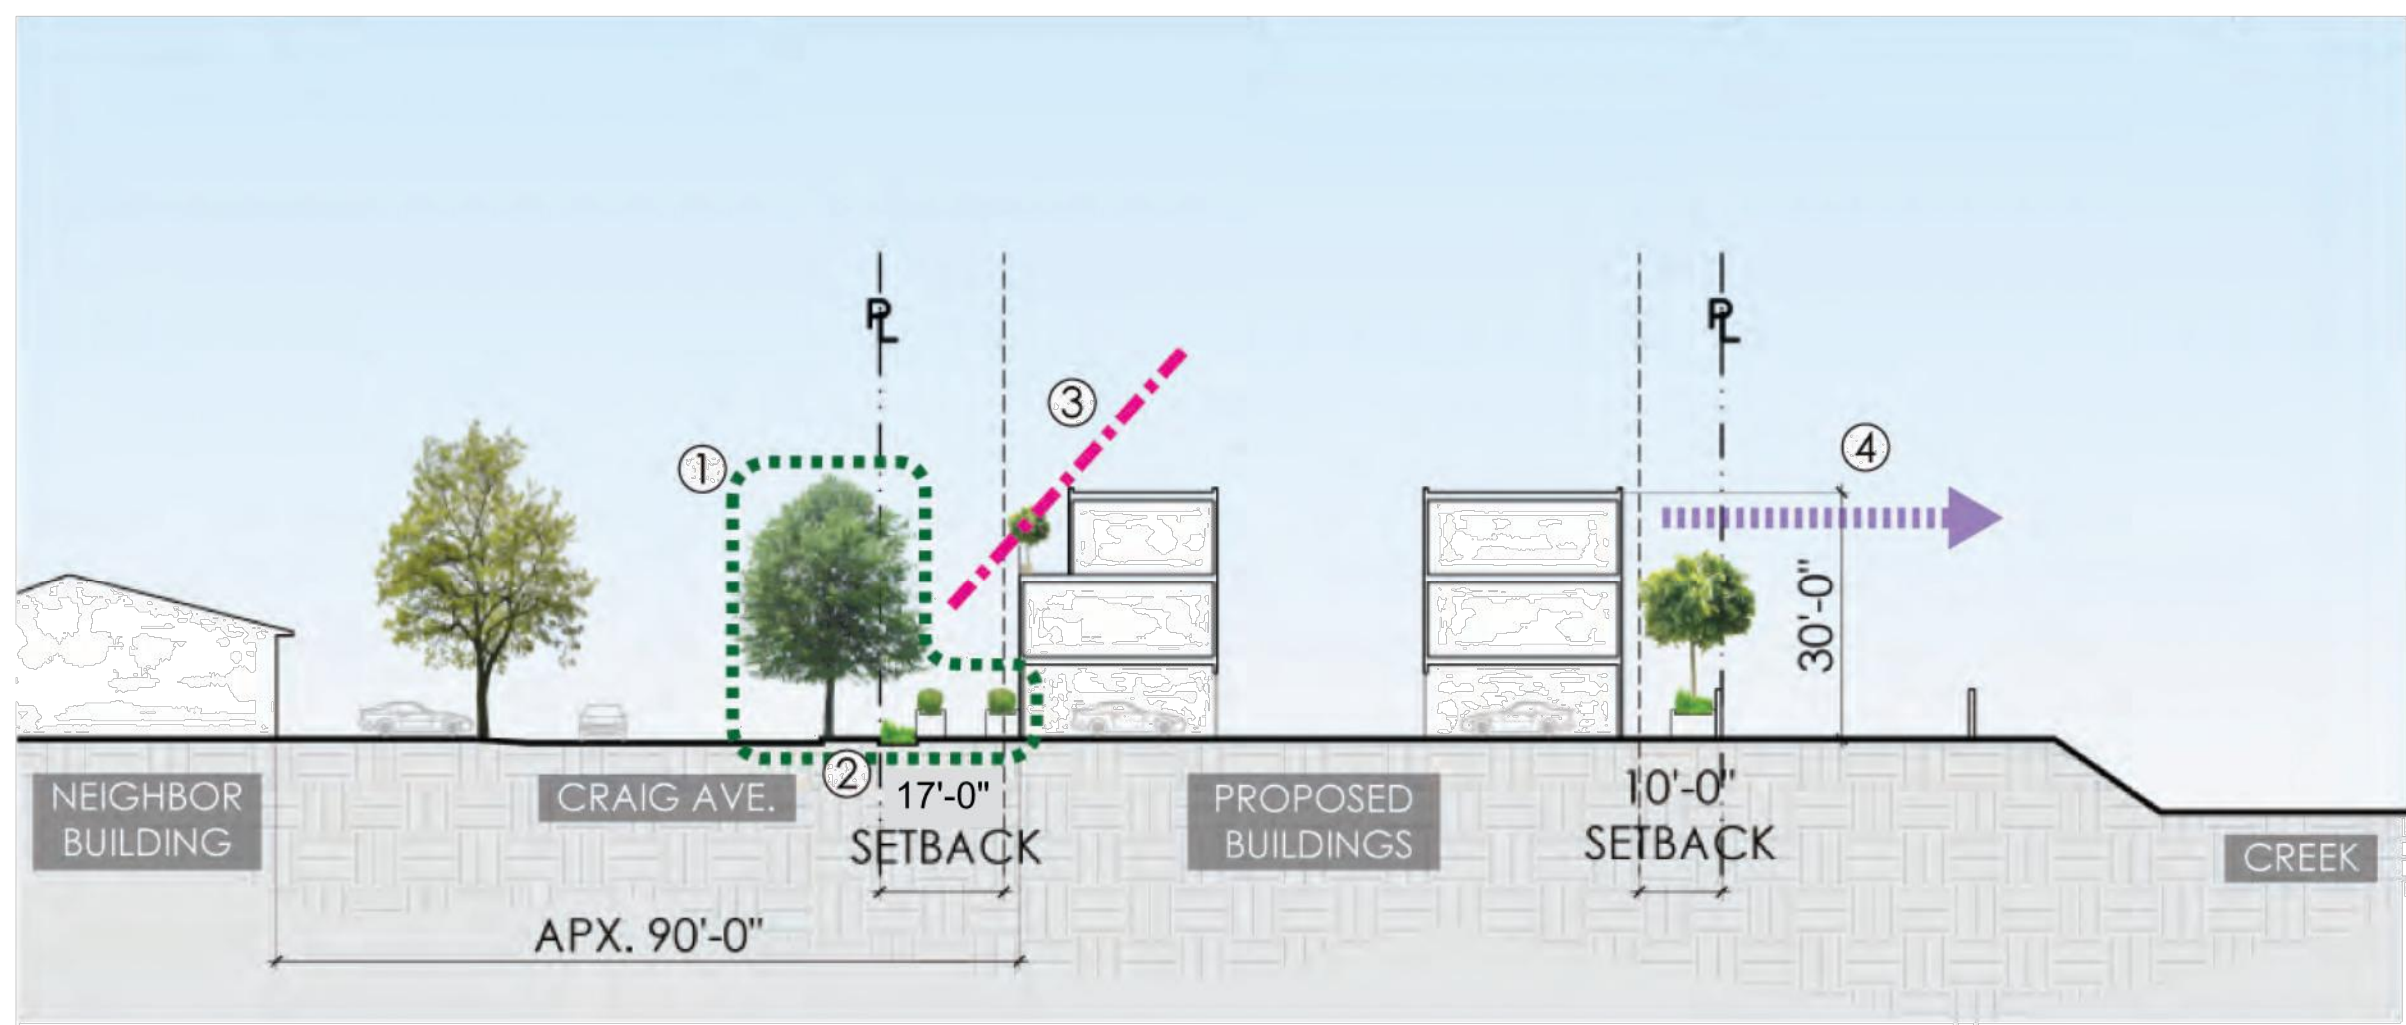 PL
PL
3
4
1
30'-0"
2
17'-0"
SETBACK
10'-0"
SETBACK
NEIGHBOR
BUILDING
CRAIG AVE.
PROPOSED
BUILDINGS
CREEK
APX. 90'-0"